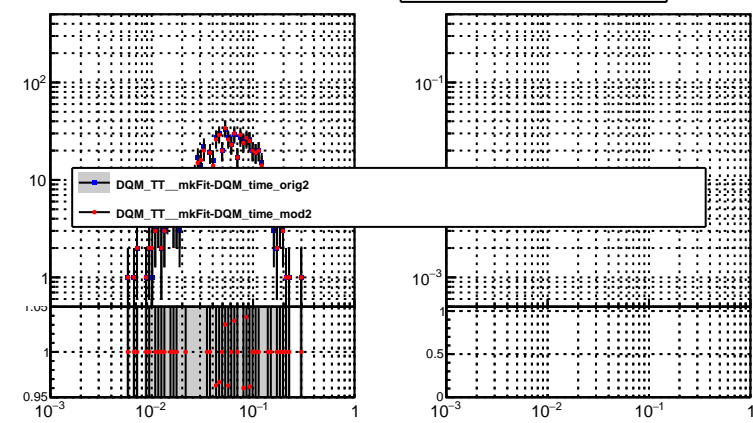 10² 10⁻¹
10
DQM_TT__mkFit-DQM_time_orig2
DQM_TT__mkFit-DQM_time_mod2
1 10⁻³
1.05 1
1 0.5
0.95 0
10⁻³ 10⁻² 10⁻¹ 1 10⁻³ 10⁻² 10⁻¹ 1